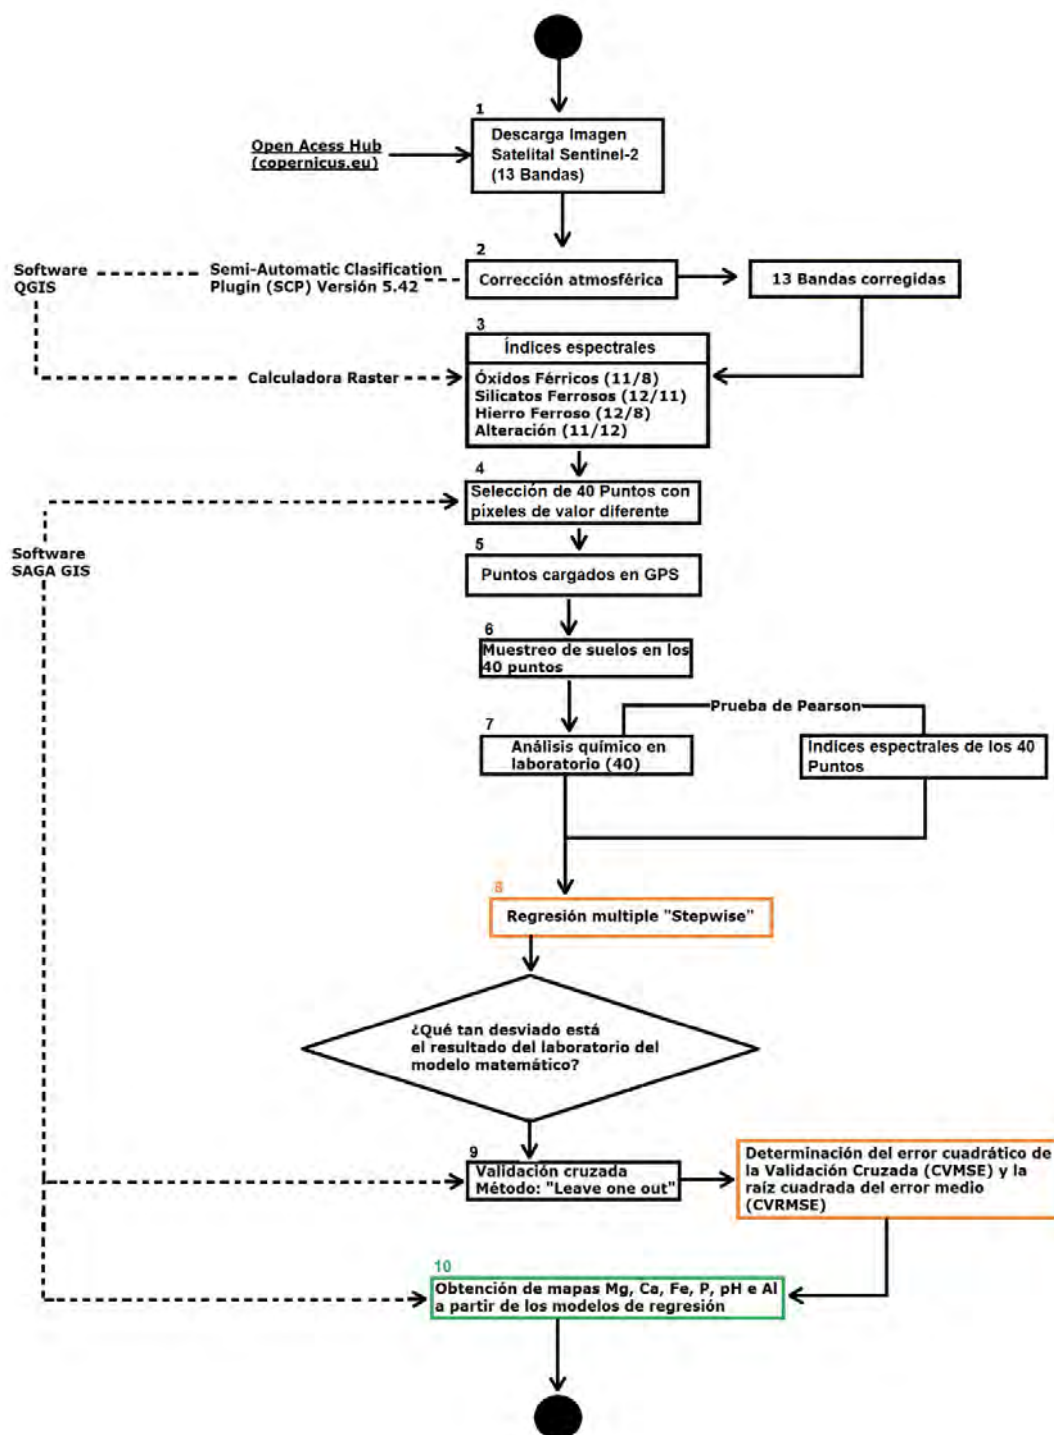 1
Descarga Imagen
Satelital Sentinel-2
(13 Bandas)
Open Acess Hub
(copernicus.eu)
2
Corrección atmosférica
13 Bandas corregidas
Software
QGIS
Semi-Automatic Clasification
Plugin (SCP) Versión 5.42
3
Índices espectrales
Óxidos Férricos (11/8)
Silicatos Ferrosos (12/11)
Hierro Ferroso (12/8)
Alteración (11/12)
Calculadora Raster
4
Selección de 40 Puntos con
píxeles de valor diferente
Software
SAGA GIS
5
Puntos cargados en GPS
6
Muestreo de suelos en los
40 puntos
Prueba de Pearson
7
Análisis químico en
laboratorio (40)
Indices espectrales de los 40
Puntos
8
Regresión multiple "Stepwise"
¿Qué tan desviado está
el resultado del laboratorio del
modelo matemático?
9
Validación cruzada
Método: "Leave one out"
Determinación del error cuadrático de
la Validación Cruzada (CVMSE) y la
raíz cuadrada del error medio
(CVRMSE)
10
Obtención de mapas Mg, Ca, Fe, P, pH e Al
a partir de los modelos de regresión